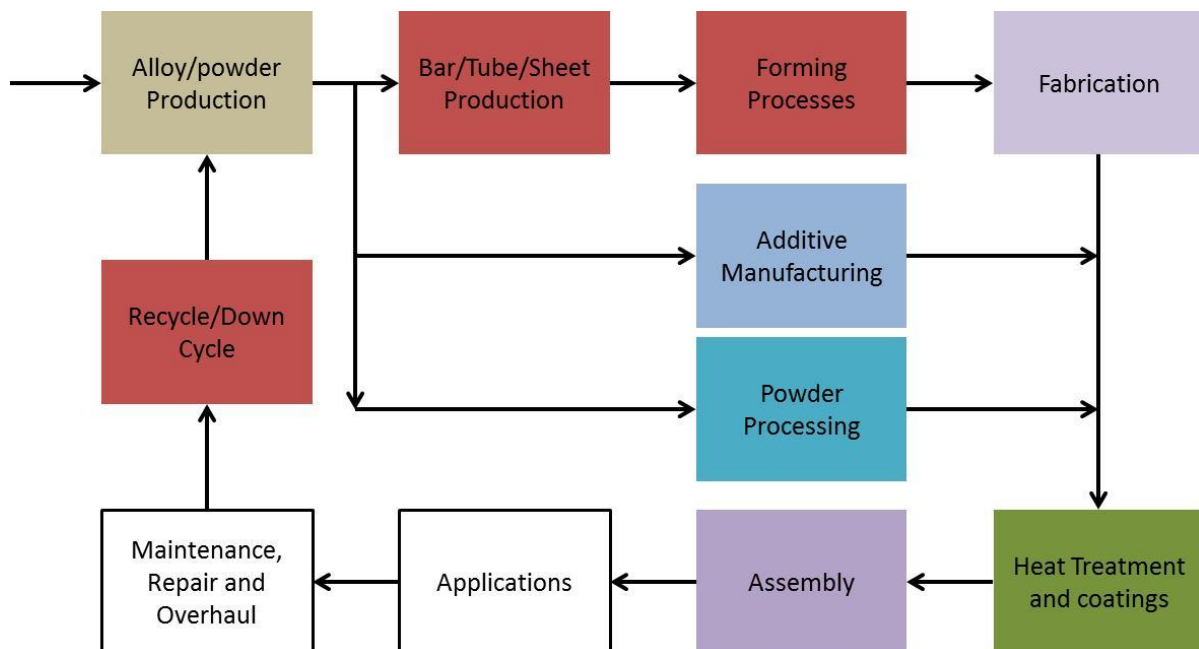 Alloy/powder
Production
Bar/Tube/Sheet
Production
Forming
Processes
Fabrication
Additive
Manufacturing
Recycle/Down
Cycle
Powder
Processing
Maintenance,
Repair and
Overhaul
Applications
Assembly
Heat Treatment
and coatings